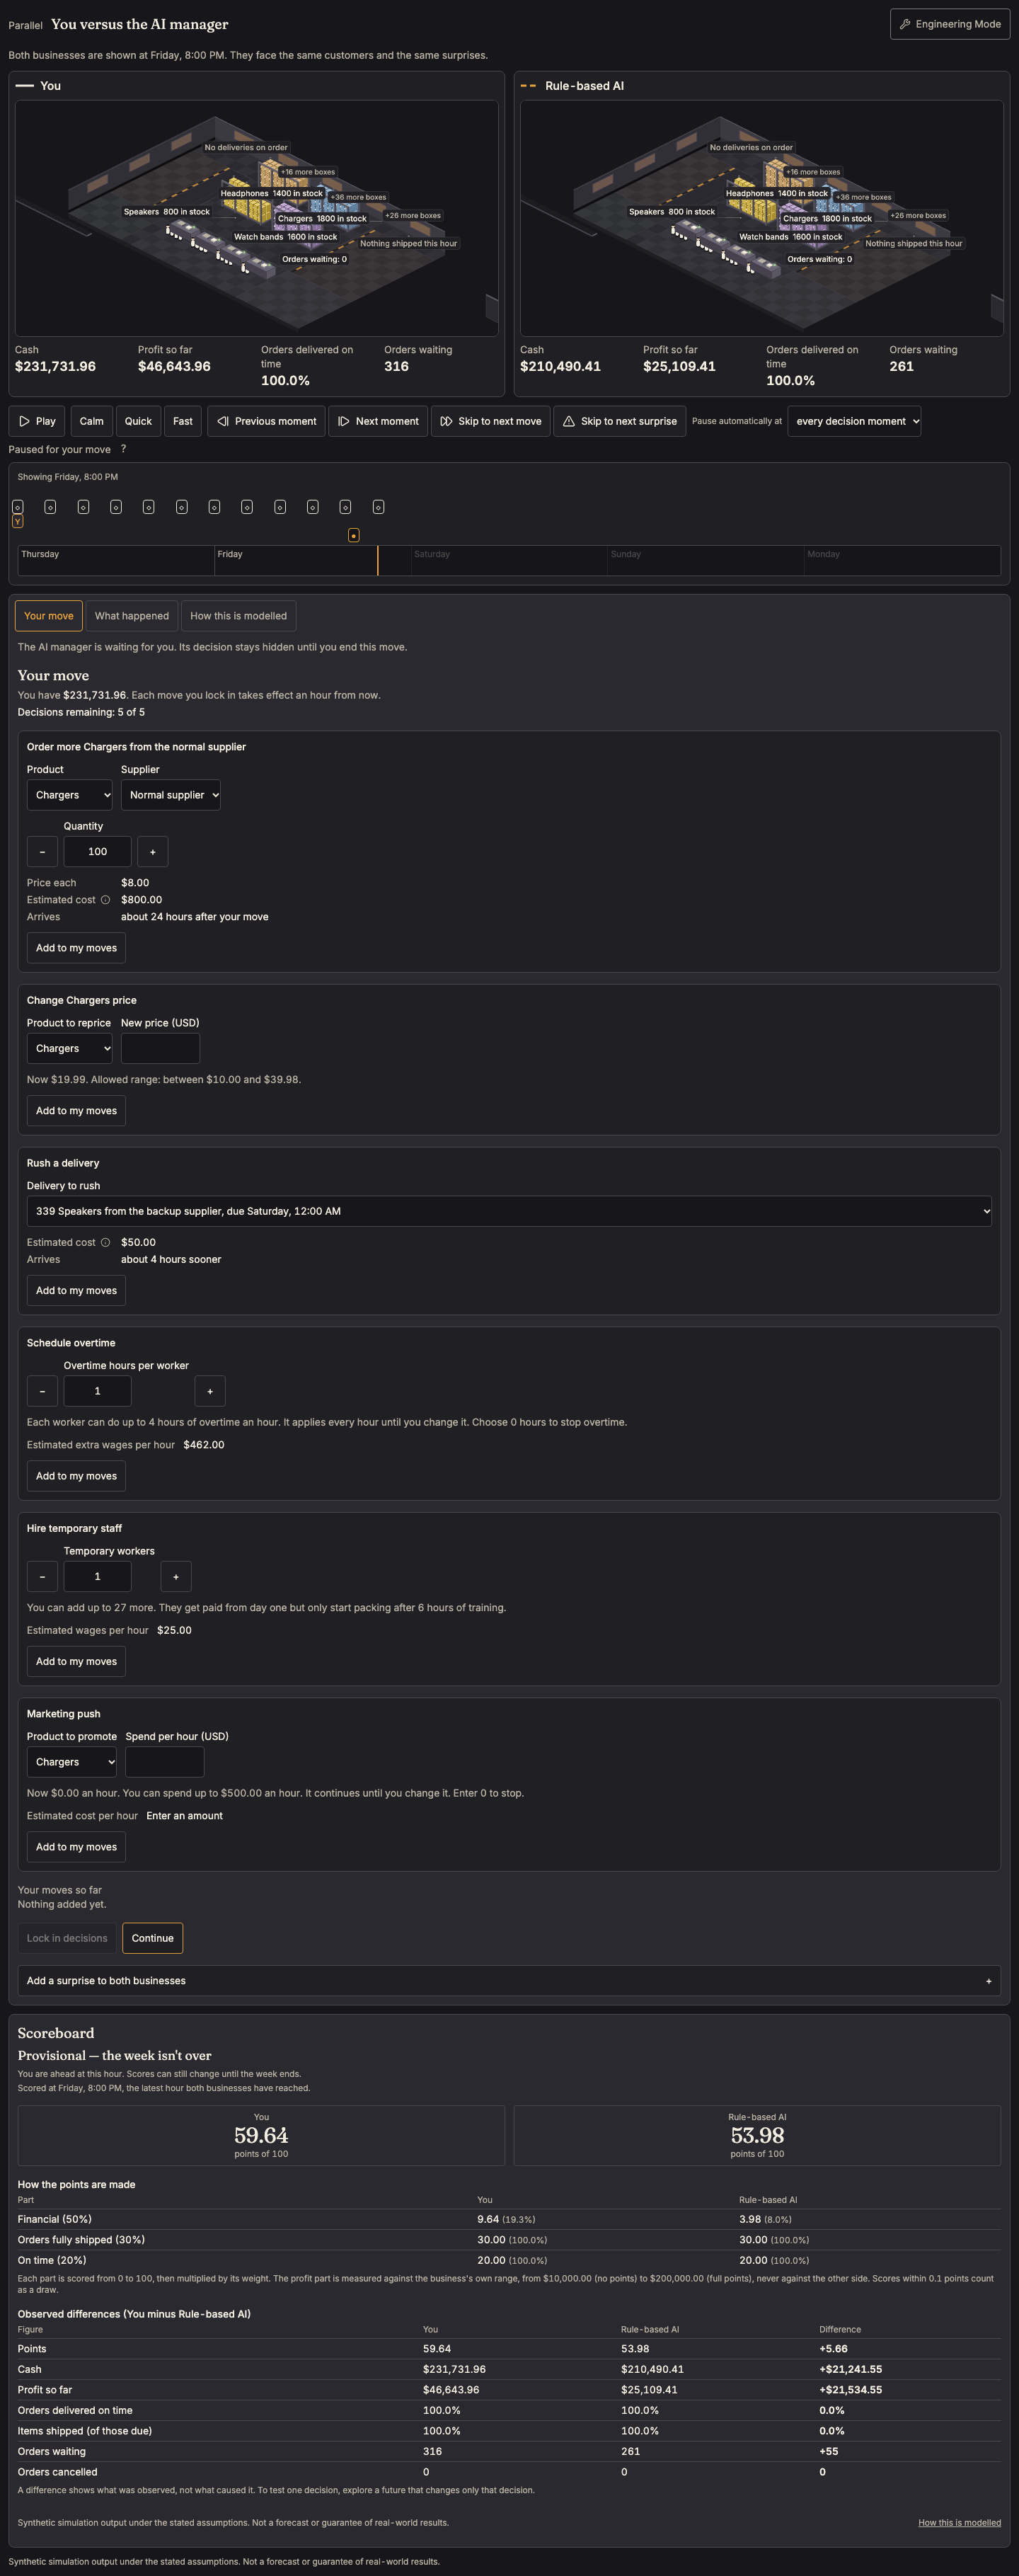 Parallel You versus the AI manager
Engineering Mode
Both businesses are shown at Friday, 8:00 PM. They face the same customers and the same surprises.
You
No deliveries on order
+16 more boxes
Headphones 1400 in stock
+36 more boxes
Speakers 800 in stock
Chargers 1800 in stock
+26 more boxes
Watch bands 1600 in stock
Nothing shipped this hour
Orders waiting: 0
Cash
$231,731.96
Profit so far
$46,643.96
Orders delivered on time
100.0%
Orders waiting
316
Rule-based AI
No deliveries on order
+16 more boxes
Headphones 1400 in stock
+36 more boxes
Speakers 800 in stock
Chargers 1800 in stock
+26 more boxes
Watch bands 1600 in stock
Nothing shipped this hour
Orders waiting: 0
Cash
$210,490.41
Profit so far
$25,109.41
Orders delivered on time
100.0%
Orders waiting
261
Play Calm Quick Fast Previous moment Next moment Skip to next move Skip to next surprise Pause automatically at every decision moment
Paused for your move ?
Showing Friday, 8:00 PM
Y
Thursday Friday Saturday Sunday Monday
Your move What happened How this is modelled
The AI manager is waiting for you. Its decision stays hidden until you end this move.
Your move
You have $231,731.96. Each move you lock in takes effect an hour from now.
Decisions remaining: 5 of 5
Order more Chargers from the normal supplier
Product Supplier
Chargers Normal supplier
Quantity
− 100 +
Price each $8.00
Estimated cost $800.00
Arrives about 24 hours after your move
Add to my moves
Change Chargers price
Product to reprice New price (USD)
Chargers
Now $19.99. Allowed range: between $10.00 and $39.98.
Add to my moves
Rush a delivery
Delivery to rush
339 Speakers from the backup supplier, due Saturday, 12:00 AM
Estimated cost $50.00
Arrives about 4 hours sooner
Add to my moves
Schedule overtime
Overtime hours per worker
− 1 +
Each worker can do up to 4 hours of overtime an hour. It applies every hour until you change it. Choose 0 hours to stop overtime.
Estimated extra wages per hour $462.00
Add to my moves
Hire temporary staff
Temporary workers
− 1 +
You can add up to 27 more. They get paid from day one but only start packing after 6 hours of training.
Estimated wages per hour $25.00
Add to my moves
Marketing push
Product to promote Spend per hour (USD)
Chargers
Now $0.00 an hour. You can spend up to $500.00 an hour. It continues until you change it. Enter 0 to stop.
Estimated cost per hour Enter an amount
Add to my moves
Your moves so far
Nothing added yet.
Lock in decisions Continue
Add a surprise to both businesses +
Scoreboard
Provisional — the week isn't over
You are ahead at this hour. Scores can still change until the week ends.
Scored at Friday, 8:00 PM, the latest hour both businesses have reached.
You
59.64
points of 100
Rule-based AI
53.98
points of 100
How the points are made
Part You Rule-based AI
Financial (50%) 9.64 (19.3%) 3.98 (8.0%)
Orders fully shipped (30%) 30.00 (100.0%) 30.00 (100.0%)
On time (20%) 20.00 (100.0%) 20.00 (100.0%)
Each part is scored from 0 to 100, then multiplied by its weight. The profit part is measured against the business's own range, from $10,000.00 (no points) to $200,000.00 (full points), never against the other side. Scores within 0.1 points count
as a draw.
Observed differences (You minus Rule-based AI)
Figure You Rule-based AI Difference
Points 59.64 53.98 +5.66
Cash $231,731.96 $210,490.41 +$21,241.55
Profit so far $46,643.96 $25,109.41 +$21,534.55
Orders delivered on time 100.0% 100.0% 0.0%
Items shipped (of those due) 100.0% 100.0% 0.0%
Orders waiting 316 261 +55
Orders cancelled 0 0 0
A difference shows what was observed, not what caused it. To test one decision, explore a future that changes only that decision.
Synthetic simulation output under the stated assumptions. Not a forecast or guarantee of real-world results. How this is modelled
Synthetic simulation output under the stated assumptions. Not a forecast or guarantee of real-world results.